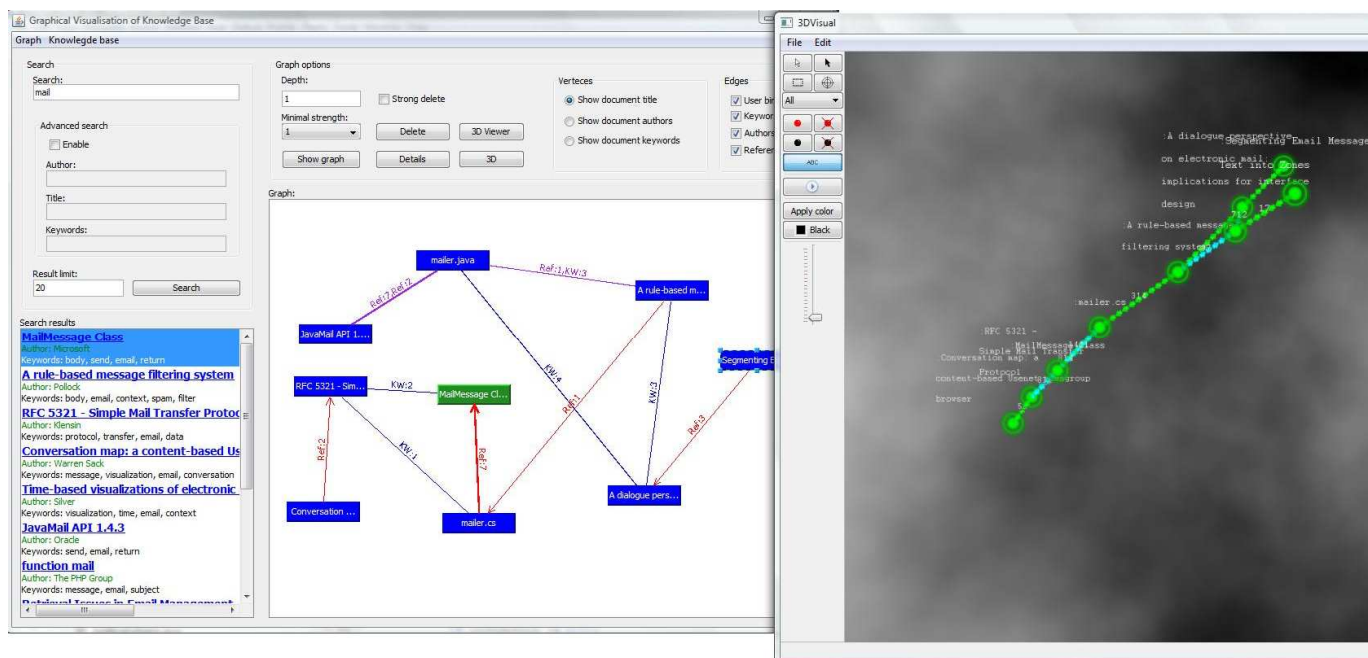 Graphical Visualisation of Knowledge Base
Graph Knowlegde base
Search
Search:
mail
Advanced search
Enable
Author:
Title:
Keywords:
Result limit:
20
Search
Search results
MailMessage Class
Author: Microsoft
Keywords: body, send, email, return
A rule-based message filtering system
Author: Pollock
Keywords: body, email, context, spam, filter
RFC 5321 - Simple Mail Transfer Protoc
Author: Klensin
Keywords: protocol, transfer, email, data
Conversation map: a content-based Us
Author: Warren Sack
Keywords: message, visualization, email, conversation
Time-based visualizations of electronic
Author: Silver
Keywords: visualization, time, email, context
JavaMail API 1.4.3
Author: Oracle
Keywords: send, email, return
function mail
Author: The PHP Group
Keywords: message, email, subject
Retrieval Issues in Email Management
Graph options
Depth:
1
Strong delete
Minimal strength:
1
Delete
3D Viewer
Show graph
Details
3D
Verteces
Show document title
Show document authors
Show document keywords
Edges
User bin
Keywor
Authors
Referen
Graph:
mailer.java
Ref:1,KW:3
A rule-based m...
Ref:7,Ref:2
JavaMail API 1....
Segmenting E
RFC 5321 - Sim...
KW:2
MailMessage Cl...
KW:4
KW:3
Ref:1
Ref:3
Ref:2
KW:1
Ref:7
A dialogue pers...
Conversation ...
mailer.cs
3DVisual
File Edit
All
ABC
Apply color
Black
:A dialogue perspective
:Segmenting Email Message
on electronic mail:
Text into Zones
implications for interface
design
712
17
:A rule-based message
filtering system
314
:mailer.cs
RFC 5321 -
:MailMessage Class
Simple Mail Transfer
Conversation map: a
Protocol
content-based Usenet newsgroup
browser